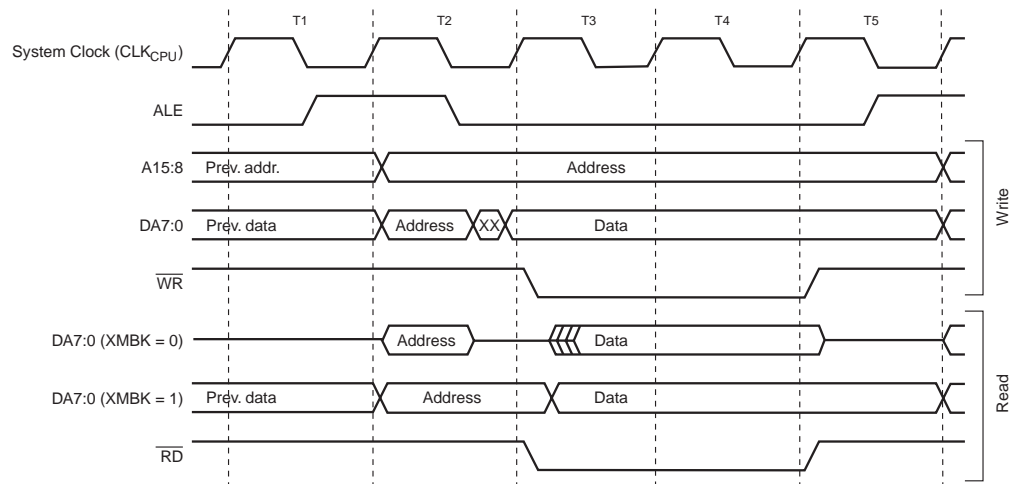 T1 T2 T3 T4 T5
System Clock (CLKCPU)
ALE
A15:8 Prev. addr. Address
DA7:0 Prev. data Address XX Data
WR
Write
DA7:0 (XMBK = 0) Address Data
DA7:0 (XMBK = 1) Prev. data Address Data
RD
Read